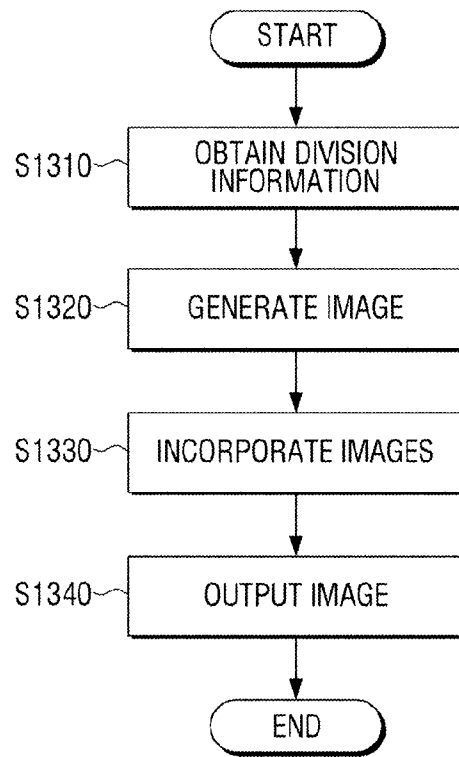 START
S1310
OBTAIN DIVISION
INFORMATION
S1320
GENERATE IMAGE
S1330
INCORPORATE IMAGES
S1340
OUTPUT IMAGE
END